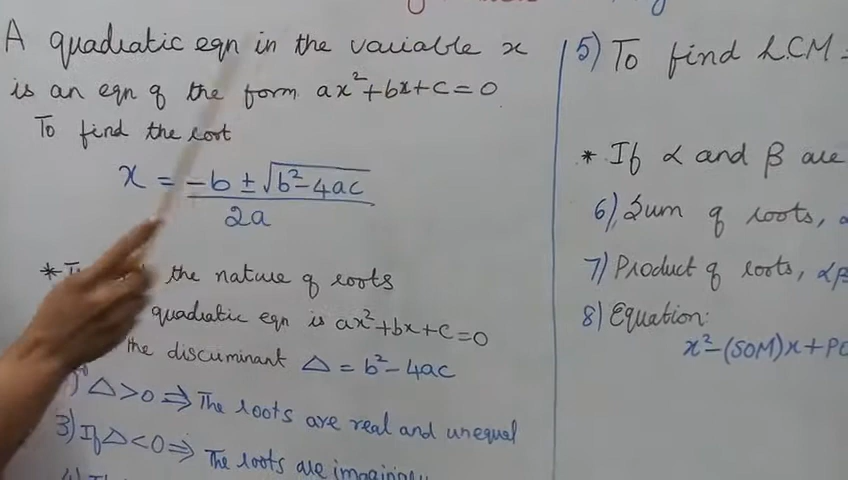 A quadratic eqn in the variable x
is an eqn of the form ax²+bx+c=0
To find the root
x = -b ± √b²-4ac
2a
* the nature of roots
quadratic eqn is ax²+bx+c=0
the discriminant Δ = b²-4ac
Δ>0 ⇒ The roots are real and unequal
3) If Δ<0 ⇒ The roots are imaginary
5) To find LCM =
* If α and β are
6) Sum of roots,
7) Product of roots, αβ
8) Equation:
x²-(SOM)x+PO